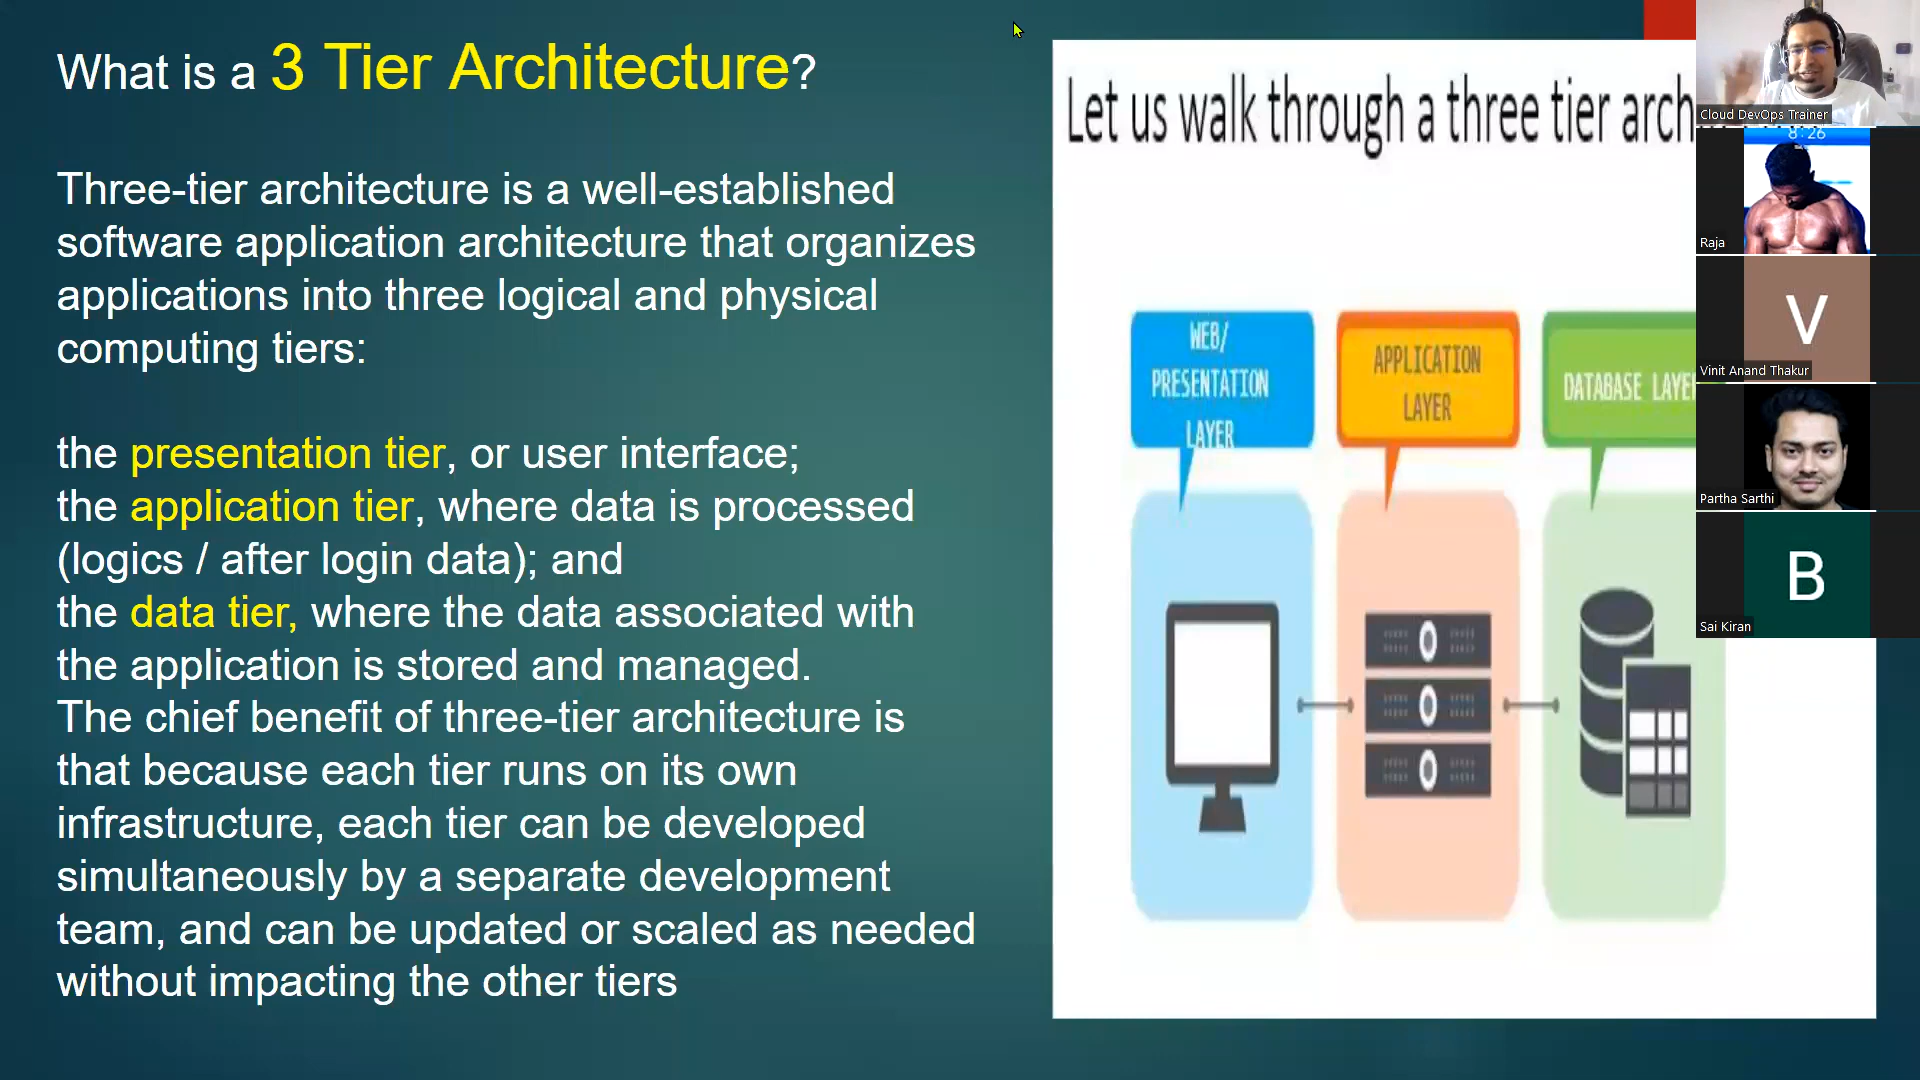 What is a 3 Tier Architecture?
Three-tier architecture is a well-established
software application architecture that organizes
applications into three logical and physical
computing tiers:
the presentation tier, or user interface;
the application tier, where data is processed
(logics / after login data); and
the data tier, where the data associated with
the application is stored and managed.
The chief benefit of three-tier architecture is
that because each tier runs on its own
infrastructure, each tier can be developed
simultaneously by a separate development
team, and can be updated or scaled as needed
without impacting the other tiers
Let us walk through a three tier arch
WEB/
PRESENTATION
LAYER
APPLICATION
LAYER
DATABASE LAYER
Cloud DevOps Trainer
8:26
Raja
V
Vinit Anand Thakur
Partha Sarthi
B
Sai Kiran